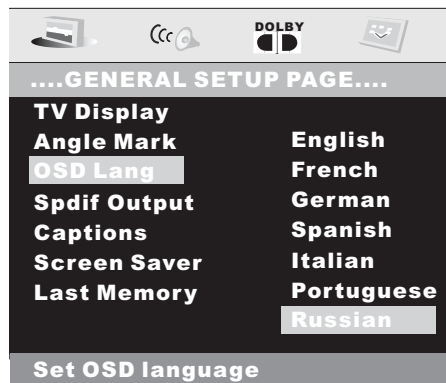 DOLBY
....GENERAL SETUP PAGE....
TV Display
Angle Mark
OSD Lang
Spdif Output
Captions
Screen Saver
Last Memory
English
French
German
Spanish
Italian
Portuguese
Russian
Set OSD language